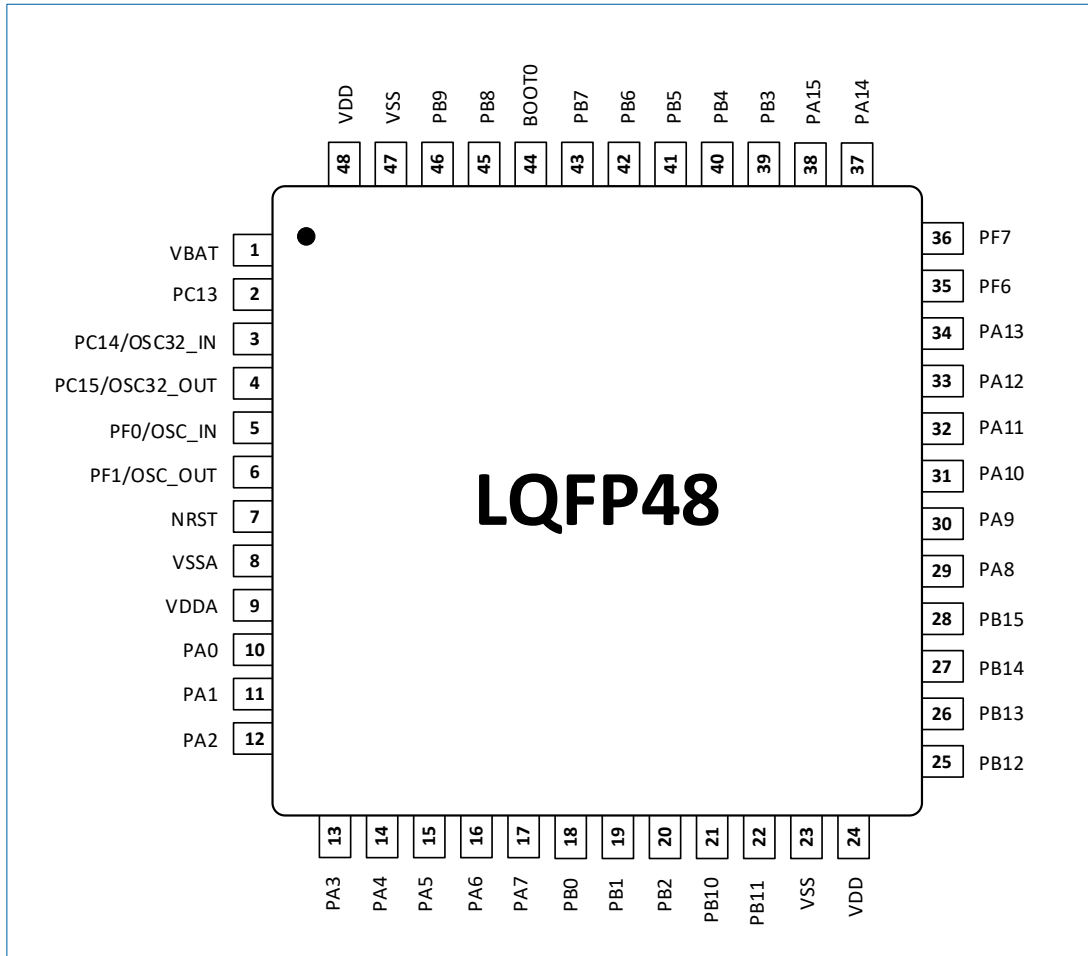 VDD
VSS
PB9
PB8
BOOT0
PB7
PB6
PB5
PB4
PB3
PA15
PA14
48
47
46
45
44
43
42
41
40
39
38
37
VBAT 1
PC13 2
PC14/OSC32_IN 3
PC15/OSC32_OUT 4
PF0/OSC_IN 5
PF1/OSC_OUT 6
NRST 7
VSSA 8
VDDA 9
PA0 10
PA1 11
PA2 12
LQFP48
36 PF7
35 PF6
34 PA13
33 PA12
32 PA11
31 PA10
30 PA9
29 PA8
28 PB15
27 PB14
26 PB13
25 PB12
13
14
15
16
17
18
19
20
21
22
23
24
PA3
PA4
PA5
PA6
PA7
PB0
PB1
PB2
PB10
PB11
VSS
VDD